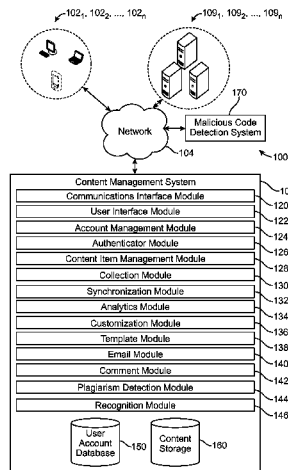 102₁, 102₂, ..., 102ₙ
109₁, 109₂, ..., 109ₙ
170
Network
Malicious Code
Detection System
104
100
Content Management System
10
Communications Interface Module
120
User Interface Module
122
Account Management Module
124
Authenticator Module
126
Content Item Management Module
128
Collection Module
130
Synchronization Module
132
Analytics Module
134
Customization Module
136
Template Module
138
Email Module
140
Comment Module
142
Plagiarism Detection Module
144
Recognition Module
146
User
Account
Database
150
Content
Storage
160